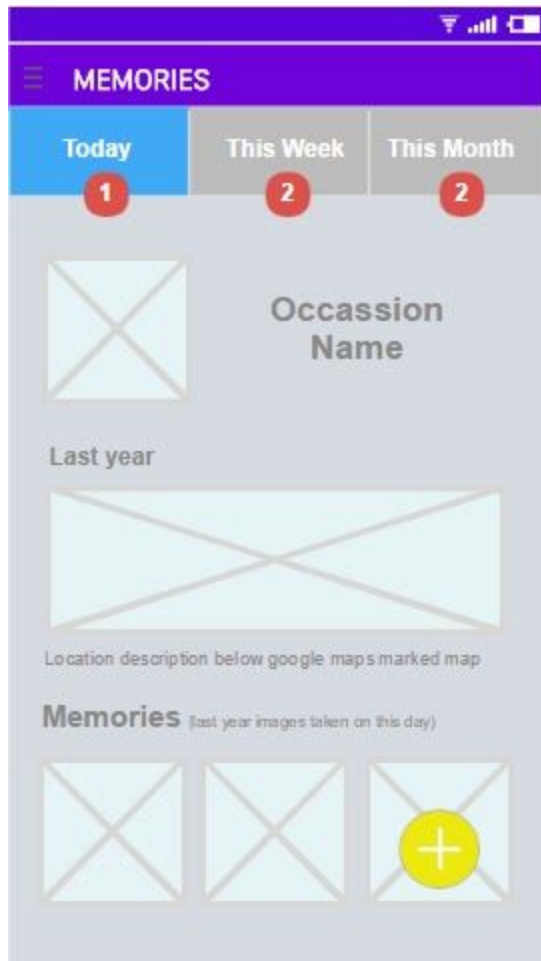 MEMORIES
Today This Week This Month
1 2 2
Occassion
Name
Last year
Location description below google maps marked map
Memories (last year images taken on this day)